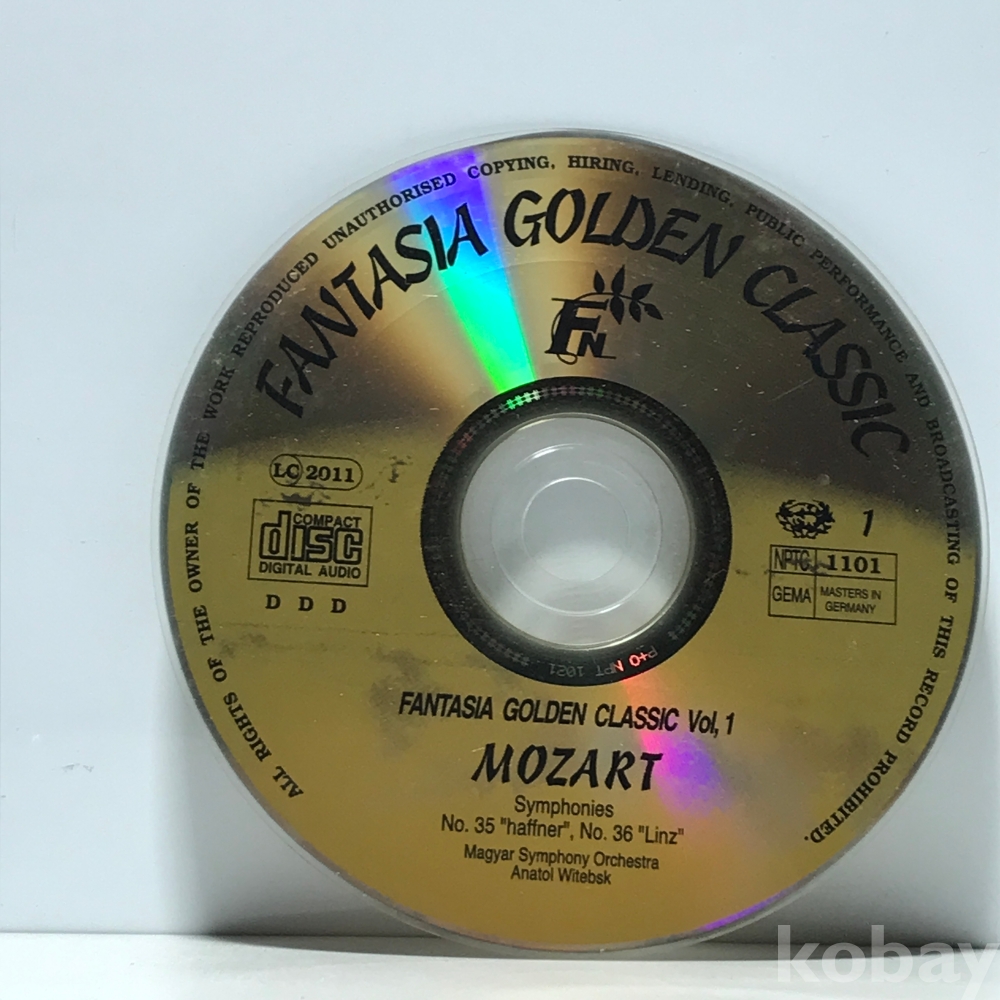 ALL RIGHTS OF THE OWNER OF THE WORK REPRODUCED UNAUTHORISED COPYING, HIRING, LENDING, PUBLIC PERFORMANCE AND BROADCASTING OF THIS RECORD PROHIBITED.
FANTASIA GOLDEN CLASSIC
FN
LC 2011
COMPACT
disc
DIGITAL AUDIO
D D D
1
NPTC 1101
GEMA MASTERS IN GERMANY
NPT 1021
FANTASIA GOLDEN CLASSIC Vol, 1
MOZART
Symphonies
No. 35 "haffner", No. 36 "Linz"
Magyar Symphony Orchestra
Anatol Witebsk
kobay